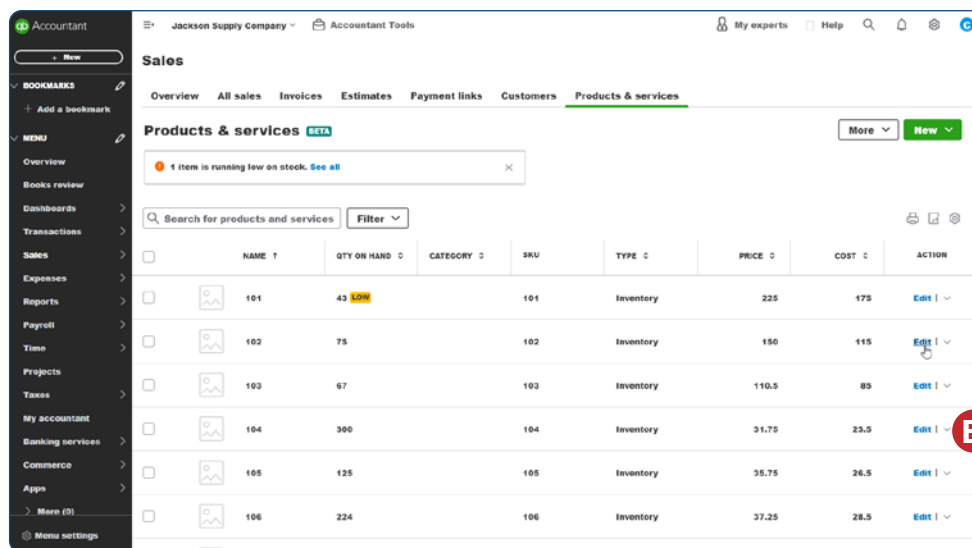 qb Accountant
Jackson Supply Company
Accountant Tools
My experts
Help
C
+ New
BOOKMARKS
+ Add a bookmark
MENU
Overview
Books review
Dashboards
Transactions
Sales
Expenses
Reports
Payroll
Time
Projects
Taxes
My accountant
Banking services
Commerce
Apps
More (0)
Menu settings
Sales
Overview All sales Invoices Estimates Payment links Customers Products & services
Products & services BETA
More New
1 item is running low on stock. See all
Search for products and services Filter
NAME QTY ON HAND CATEGORY SKU TYPE PRICE COST ACTION
101 43 LOW 101 Inventory 225 175 Edit
102 75 102 Inventory 150 115 Edit
103 67 103 Inventory 110.5 85 Edit
104 300 104 Inventory 31.75 23.5 Edit
105 125 105 Inventory 35.75 26.5 Edit
106 224 106 Inventory 37.25 28.5 Edit